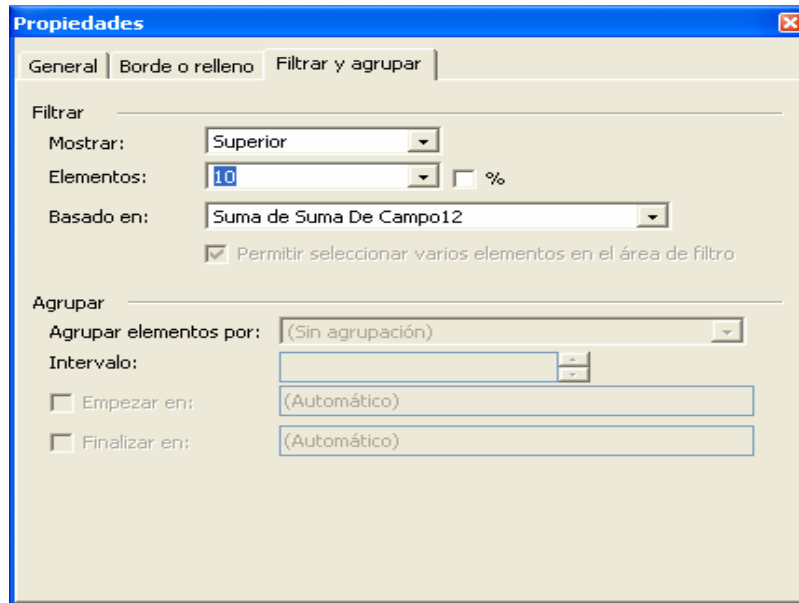 Propiedades
General Borde o relleno Filtrar y agrupar
Filtrar
Mostrar: Superior
Elementos: 10 %
Basado en: Suma de Suma De Campo12
Permitir seleccionar varios elementos en el área de filtro
Agrupar
Agrupar elementos por: (Sin agrupación)
Intervalo:
Empezar en: (Automático)
Finalizar en: (Automático)